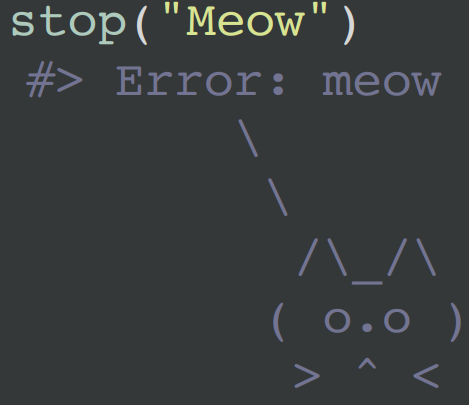 stop("Meow")
#> Error: meow
              \
                \
                 /\_/\
                ( o.o )
                 > ^ <